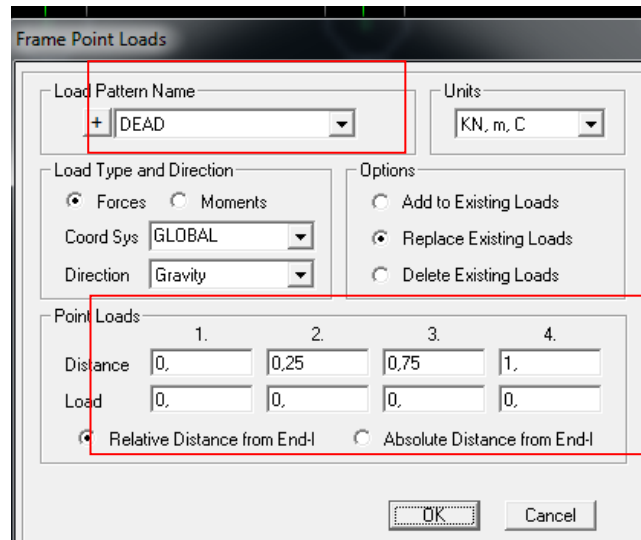 Frame Point Loads
Load Pattern Name
+ DEAD
Units
KN, m, C
Load Type and Direction
Forces Moments
Coord Sys GLOBAL
Direction Gravity
Options
Add to Existing Loads
Replace Existing Loads
Delete Existing Loads
Point Loads
1. 2. 3. 4.
Distance 0, 0,25 0,75 1,
Load 0, 0, 0, 0,
Relative Distance from End-I Absolute Distance from End-I
OK Cancel